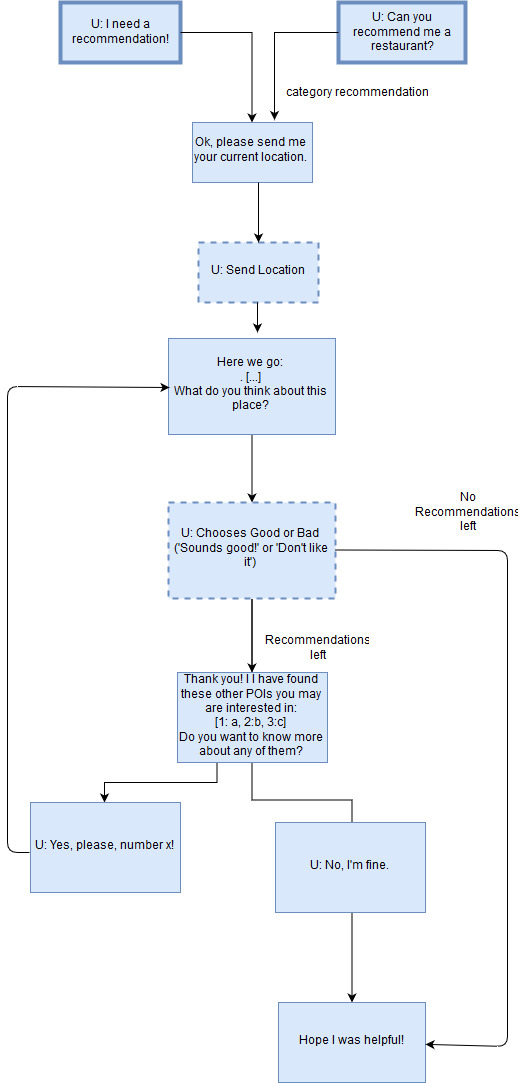 U: I need a
recommendation!
U: Can you
recommend me a
restaurant?
category recommendation
Ok, please send me
your current location.
U: Send Location
Here we go:
. [...]
What do you think about this
place?
No
Recommendations
left
U: Chooses Good or Bad
('Sounds good!' or 'Don't like
it')
Recommendations
left
Thank you! I I have found
these other POIs you may
are interested in:
[1: a, 2:b, 3:c]
Do you want to know more
about any of them?
U: Yes, please, number x!
U: No, I'm fine.
Hope I was helpful!